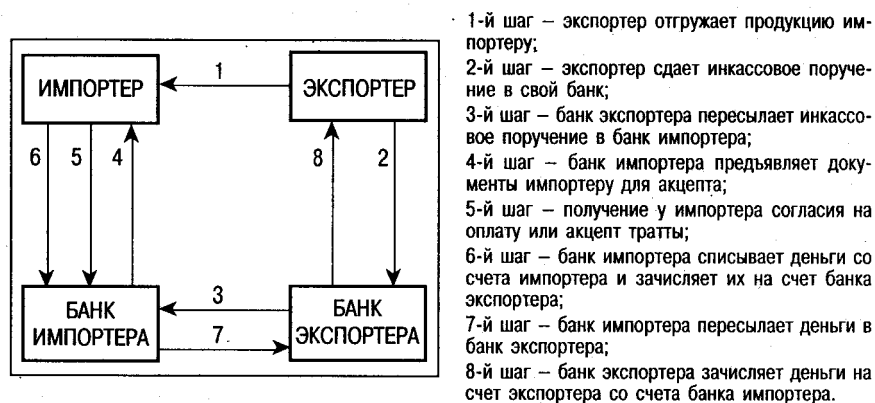 ИМПОРТЕР
1
ЭКСПОРТЕР
6
5
4
8
2
БАНК
ИМПОРТЕРА
3
7
БАНК
ЭКСПОРТЕРА
1-й шаг – экспортер отгружает продукцию им-
портеру;
2-й шаг – экспортер сдает инкассовое поруче-
ние в свой банк;
3-й шаг – банк экспортера пересылает инкассо-
вое поручение в банк импортера;
4-й шаг – банк импортера предъявляет доку-
менты импортеру для акцепта;
5-й шаг – получение у импортера согласия на
оплату или акцепт тратты;
6-й шаг – банк импортера списывает деньги со
счета импортера и зачисляет их на счет банка
экспортера;
7-й шаг – банк импортера пересылает деньги в
банк экспортера;
8-й шаг – банк экспортера зачисляет деньги на
счет экспортера со счета банка импортера.